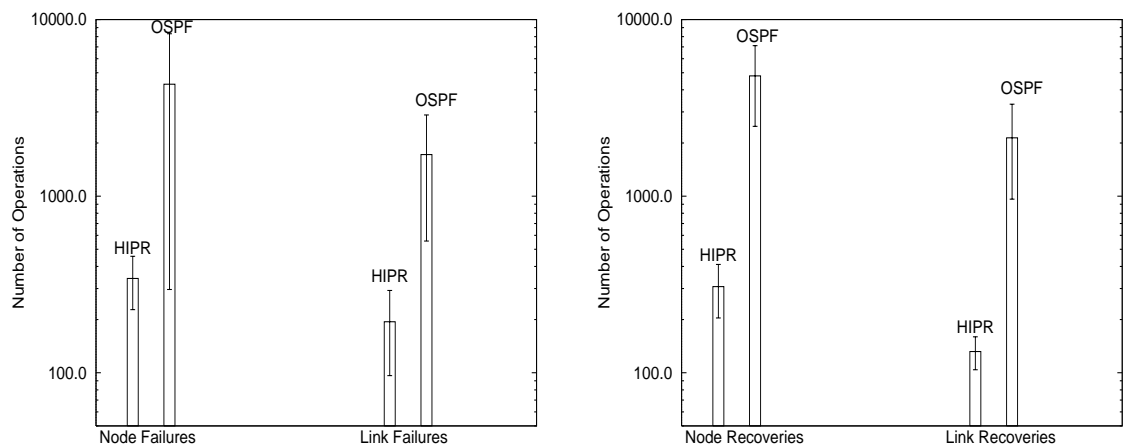 10000.0
OSPF
OSPF
1000.0
HIPR
HIPR
100.0
Number of Operations
Node Failures
Link Failures
10000.0
OSPF
OSPF
1000.0
HIPR
HIPR
100.0
Number of Operations
Node Recoveries
Link Recoveries